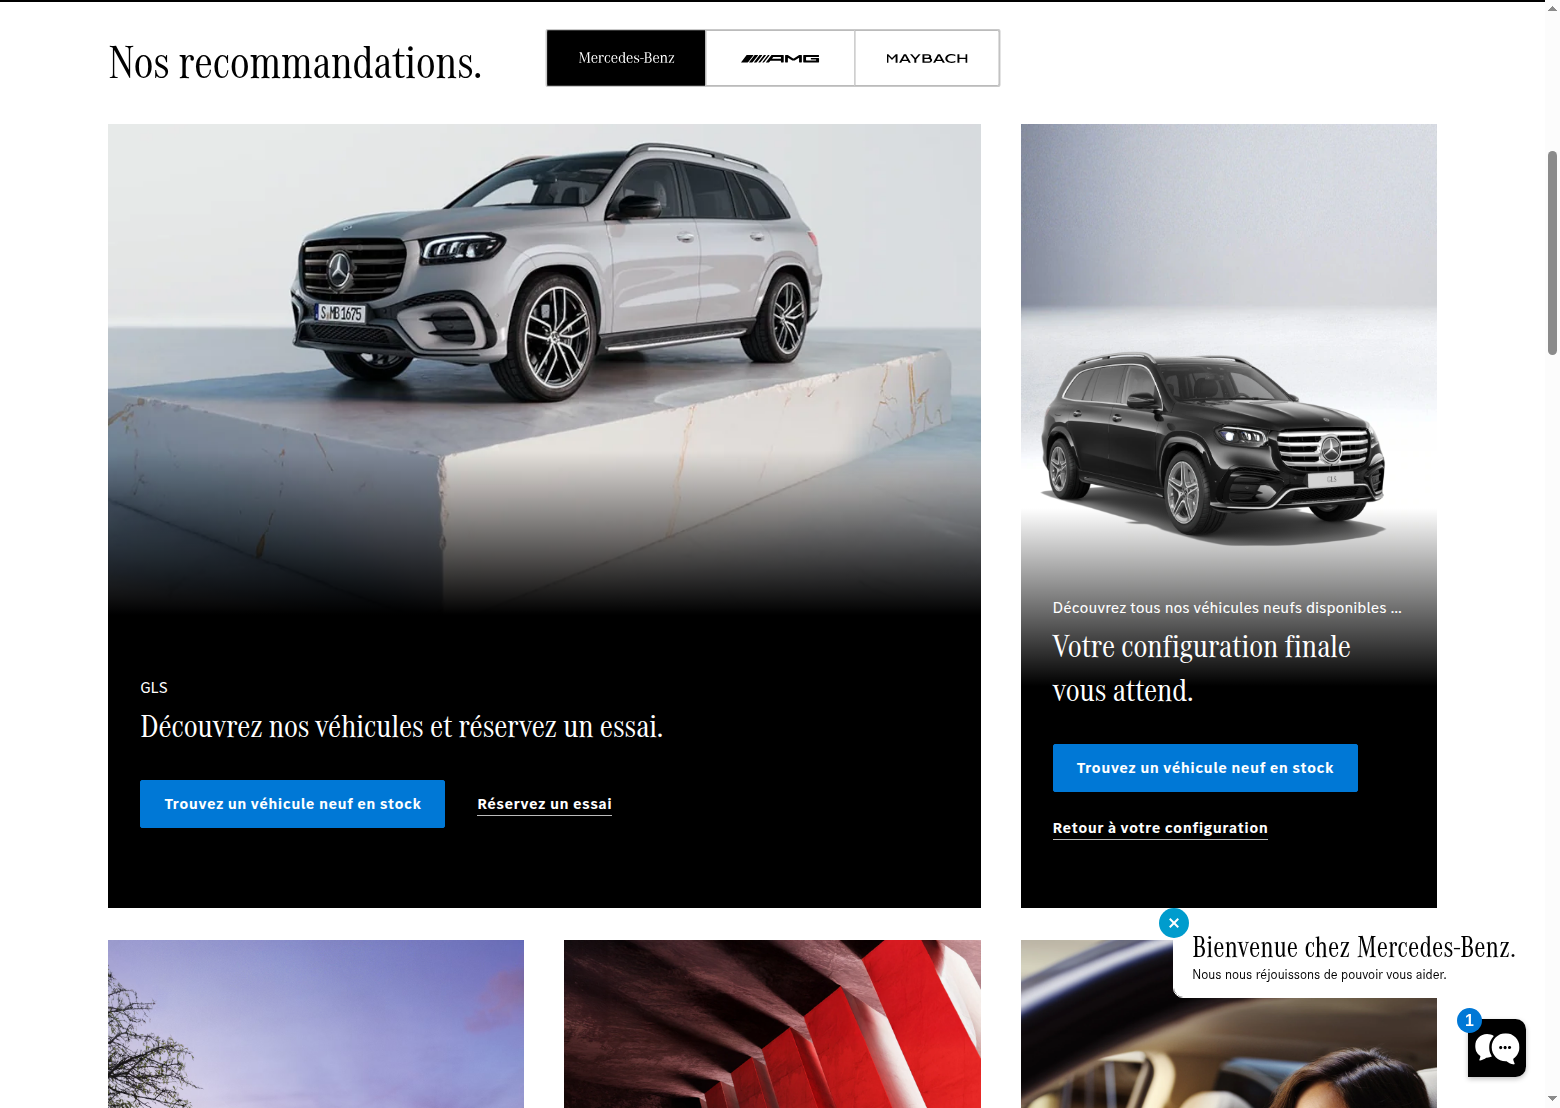 Nos recommandations.
Mercedes-Benz
AMG
MAYBACH
S MB 1675
GLS
Découvrez tous nos véhicules neufs disponibles ...
Votre configuration finale
vous attend.
GLS
Découvrez nos véhicules et réservez un essai.
Trouvez un véhicule neuf en stock
Réservez un essai
Trouvez un véhicule neuf en stock
Retour à votre configuration
Bienvenue chez Mercedes-Benz.
Nous nous réjouissons de pouvoir vous aider.
1